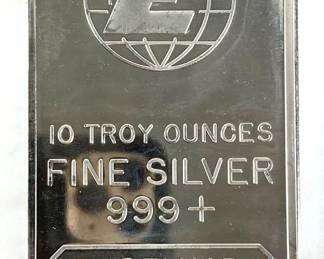 E
10 TROY OUNCES
FINE SILVER
999+